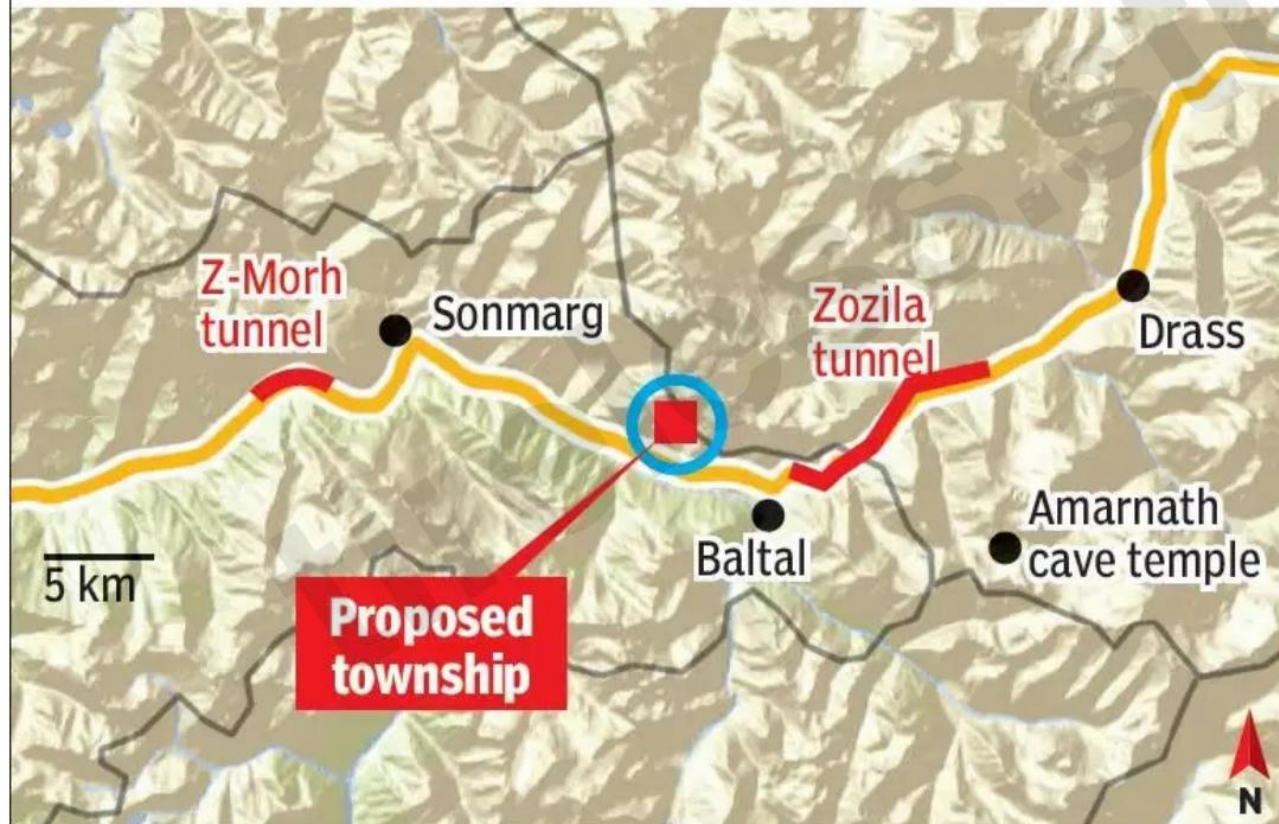 Z-Morh
tunnel
Sonmarg
Zozila
tunnel
Drass
Baltal
Amarnath
cave temple
5 km
Proposed
township
N